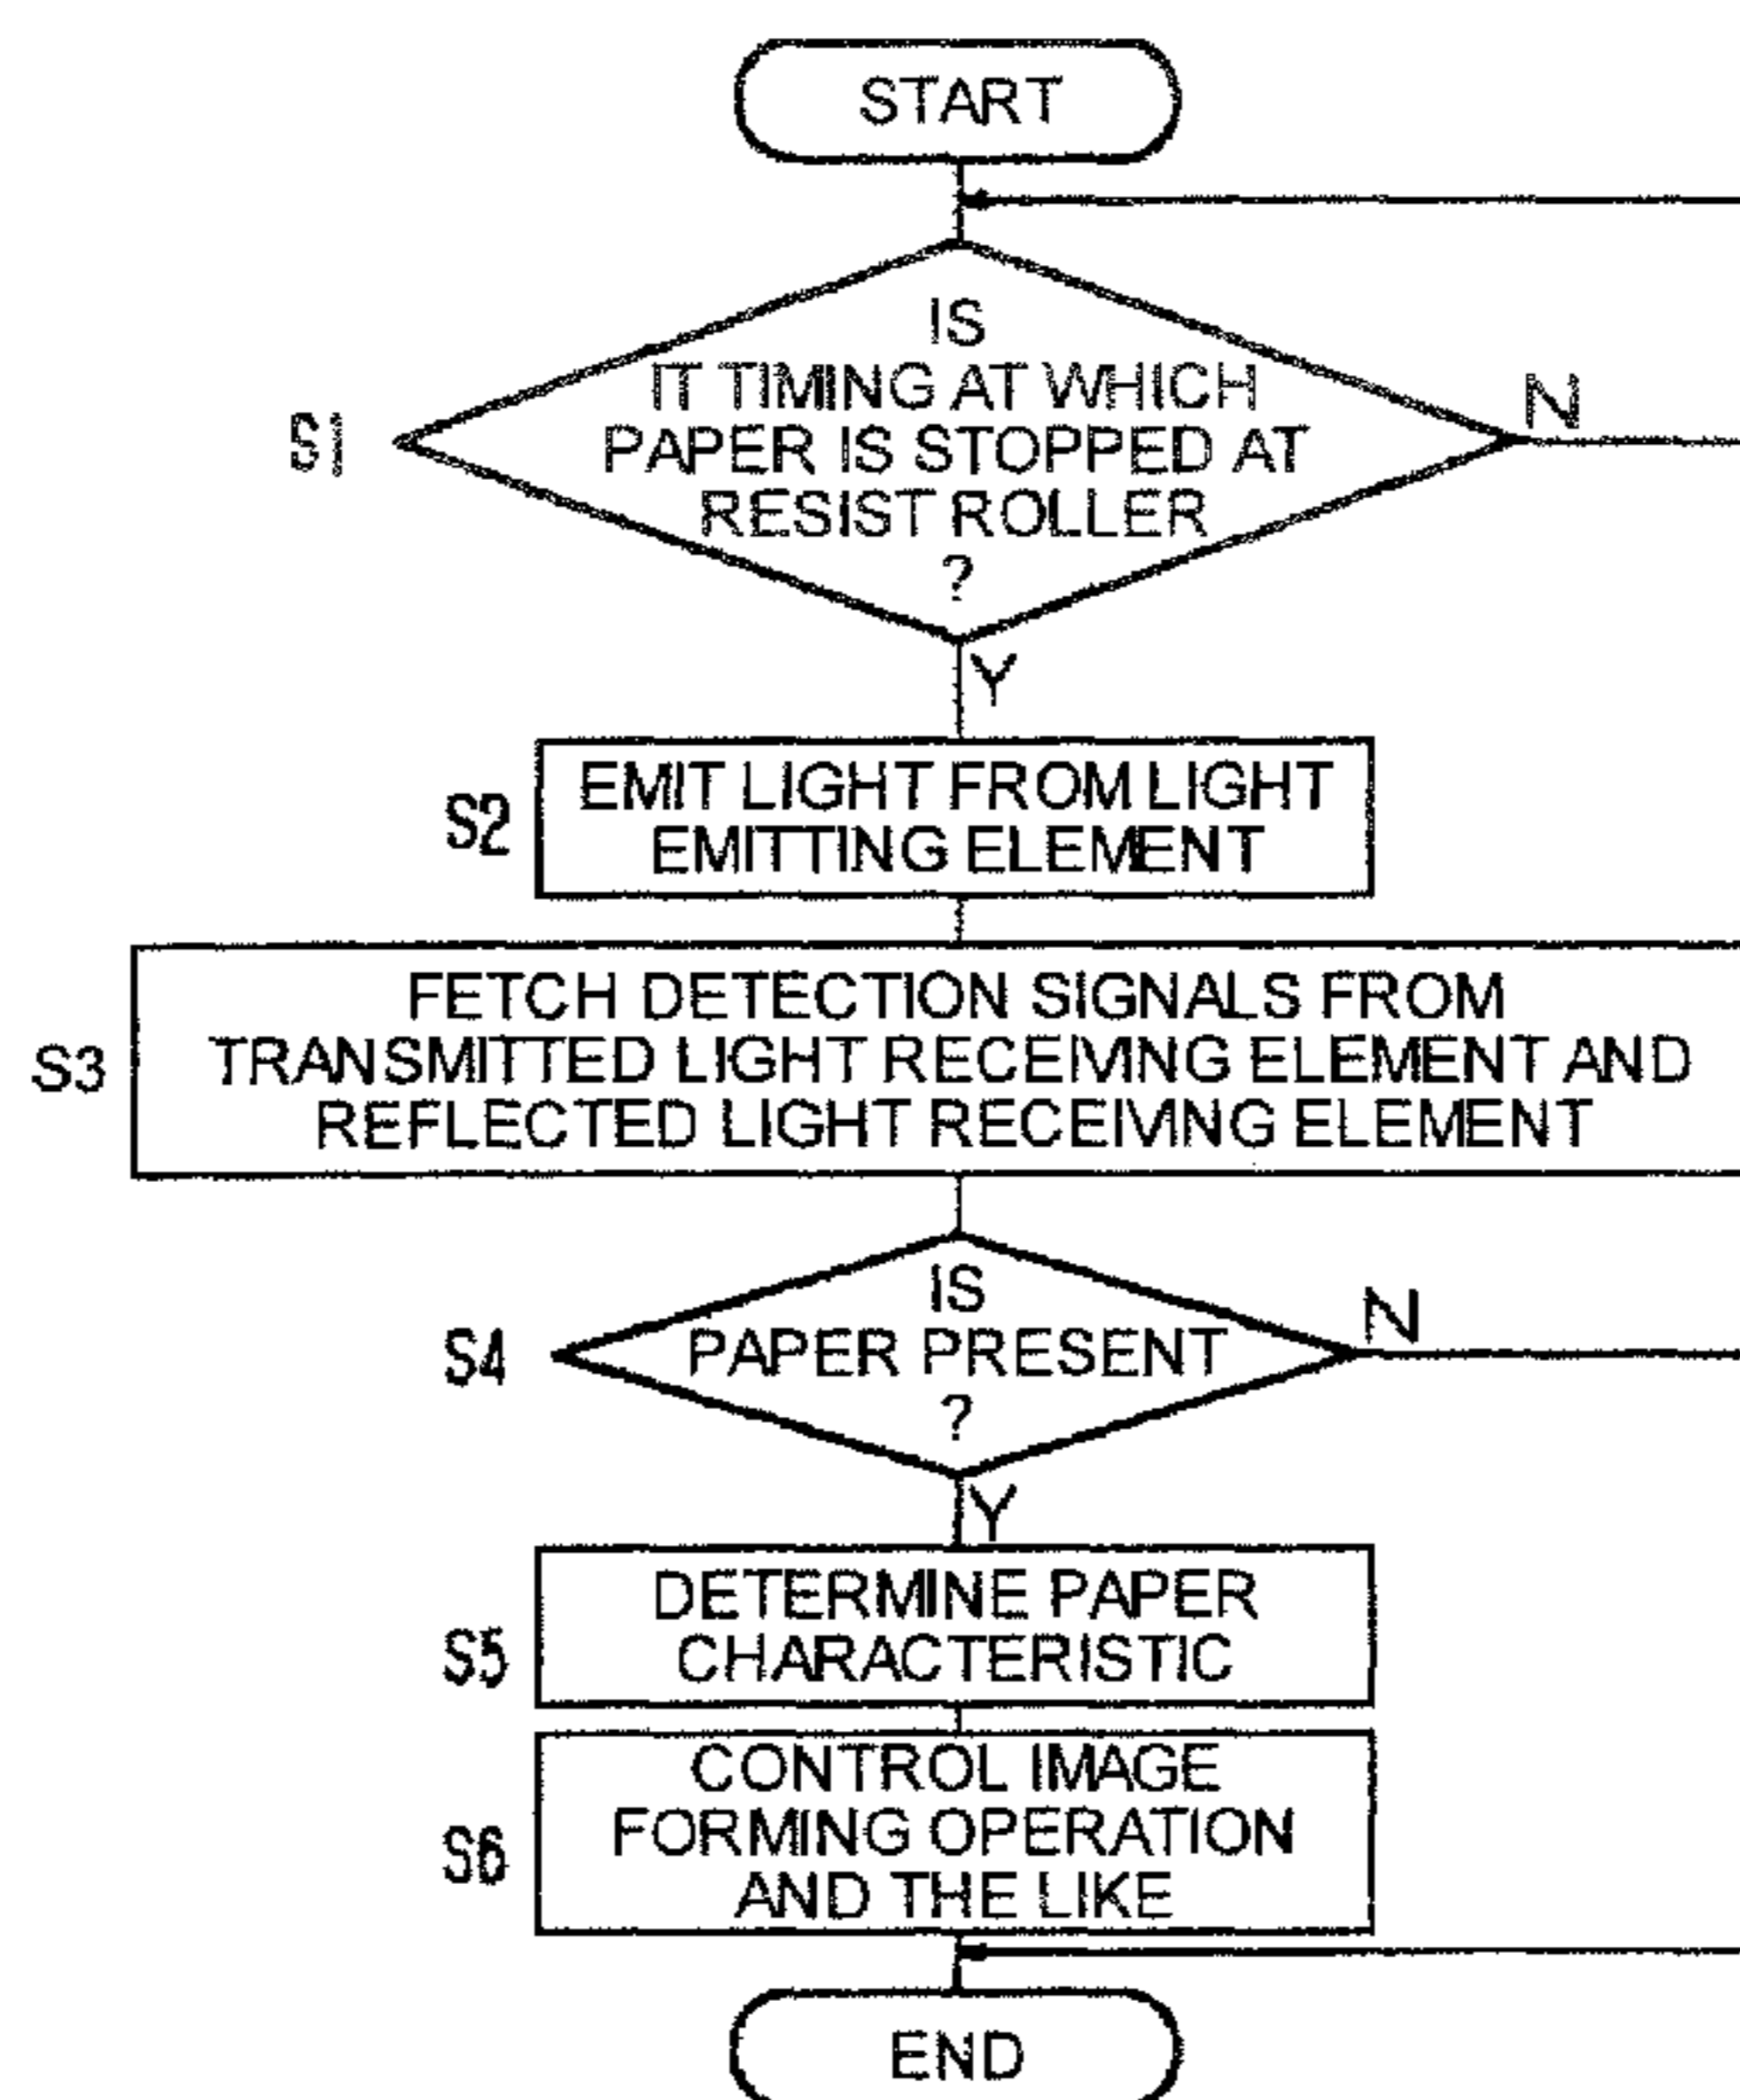 START
IS
IT TIMING AT WHICH
PAPER IS STOPPED AT
RESIST ROLLER
?
S1
N
Y
S2
EMIT LIGHT FROM LIGHT
EMITTING ELEMENT
S3
FETCH DETECTION SIGNALS FROM
TRANSMITTED LIGHT RECEIVING ELEMENT AND
REFLECTED LIGHT RECEIVING ELEMENT
S4
IS
PAPER PRESENT
?
N
Y
S5
DETERMINE PAPER
CHARACTERISTIC
S6
CONTROL IMAGE
FORMING OPERATION
AND THE LIKE
END